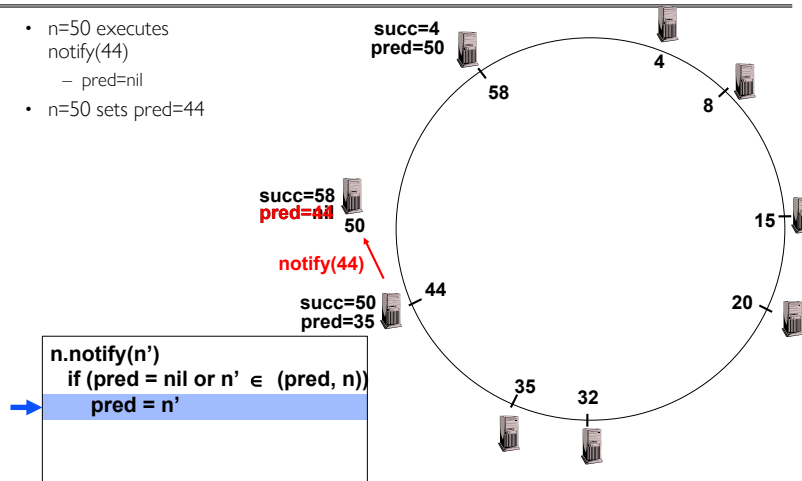 • n=50 executes
notify(44)
– pred=nil
• n=50 sets pred=44
succ=4
pred=50
58
4
8
15
20
32
35
44
succ=58
pred=44
50
notify(44)
succ=50
pred=35
n.notify(n’)
if (pred = nil or n’ ∈ (pred, n))
pred = n’